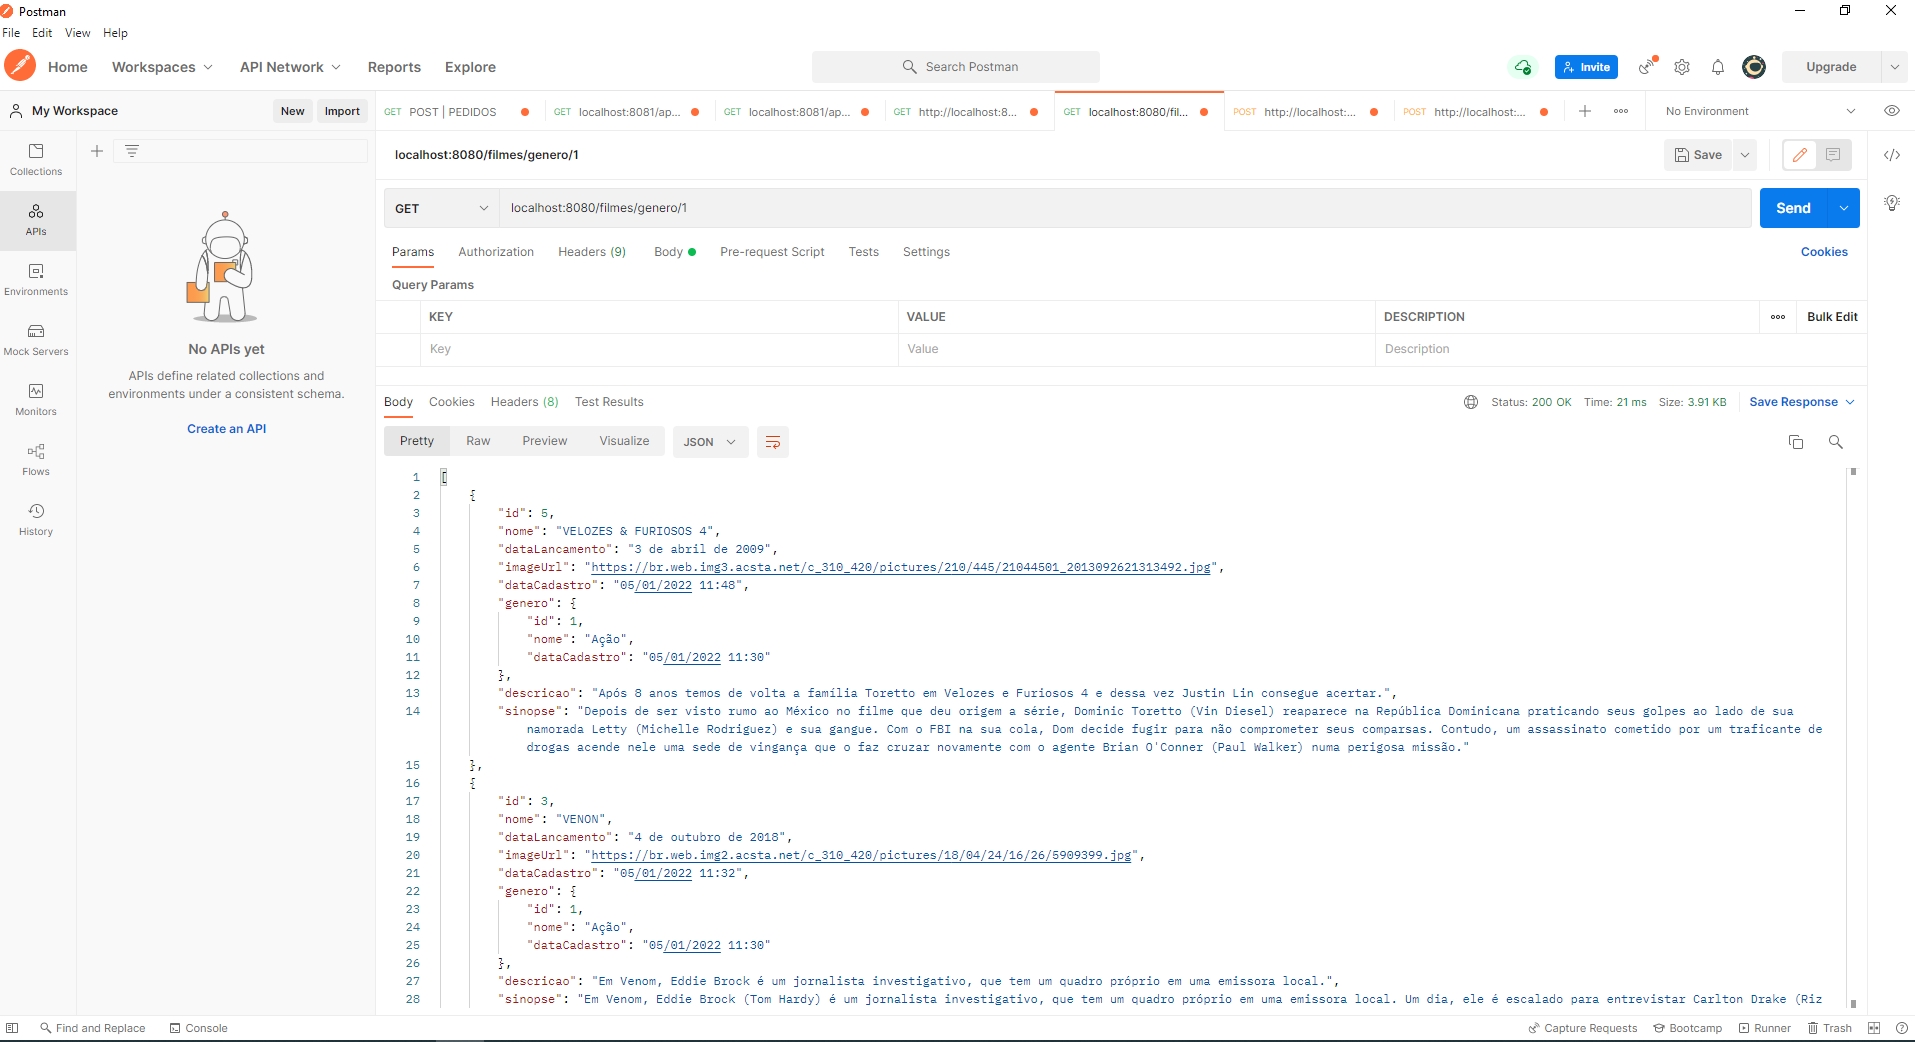 Postman
File Edit View Help
Home Workspaces API Network Reports Explore Search Postman Invite Upgrade
My Workspace New Import GET POST | PEDIDOS GET localhost:8081/ap... GET localhost:8081/ap... GET http://localhost:8... GET localhost:8080/fil... POST http://localhost:... POST http://localhost:... No Environment
Collections
APIs
Environments
Mock Servers
Monitors
Flows
History
No APIs yet
APIs define related collections and
environments under a consistent schema.
Create an API
localhost:8080/filmes/genero/1 Save
GET localhost:8080/filmes/genero/1 Send
Params Authorization Headers (9) Body Pre-request Script Tests Settings Cookies
Query Params
KEY VALUE DESCRIPTION Bulk Edit
Key Value Description
Body Cookies Headers (8) Test Results Status: 200 OK Time: 21 ms Size: 3.91 KB Save Response
Pretty Raw Preview Visualize JSON
1 [
2 {
3 "id": 5,
4 "nome": "VELOZES & FURIOSOS 4",
5 "dataLancamento": "3 de abril de 2009",
6 "imageUrl": "https://br.web.img3.acsta.net/c_310_420/pictures/210/445/21044501_2013092621313492.jpg",
7 "dataCadastro": "05/01/2022 11:48",
8 "genero": {
9 "id": 1,
10 "nome": "Ação",
11 "dataCadastro": "05/01/2022 11:30"
12 },
13 "descricao": "Após 8 anos temos de volta a família Toretto em Velozes e Furiosos 4 e dessa vez Justin Lin consegue acertar.",
14 "sinopse": "Depois de ser visto rumo ao México no filme que deu origem a série, Dominic Toretto (Vin Diesel) reaparece na República Dominicana praticando seus golpes ao lado de sua
namorada Letty (Michelle Rodriguez) e sua gangue. Com o FBI na sua cola, Dom decide fugir para não comprometer seus comparsas. Contudo, um assassinato cometido por um traficante de
drogas acende nele uma sede de vingança que o faz cruzar novamente com o agente Brian O'Conner (Paul Walker) numa perigosa missão."
15 },
16 {
17 "id": 3,
18 "nome": "VENON",
19 "dataLancamento": "4 de outubro de 2018",
20 "imageUrl": "https://br.web.img2.acsta.net/c_310_420/pictures/18/04/24/16/26/5909399.jpg",
21 "dataCadastro": "05/01/2022 11:32",
22 "genero": {
23 "id": 1,
24 "nome": "Ação",
25 "dataCadastro": "05/01/2022 11:30"
26 },
27 "descricao": "Em Venom, Eddie Brock é um jornalista investigativo, que tem um quadro próprio em uma emissora local.",
28 "sinopse": "Em Venom, Eddie Brock (Tom Hardy) é um jornalista investigativo, que tem um quadro próprio em uma emissora local. Um dia, ele é escalado para entrevistar Carlton Drake (Riz
Find and Replace Console Capture Requests Bootcamp Runner Trash